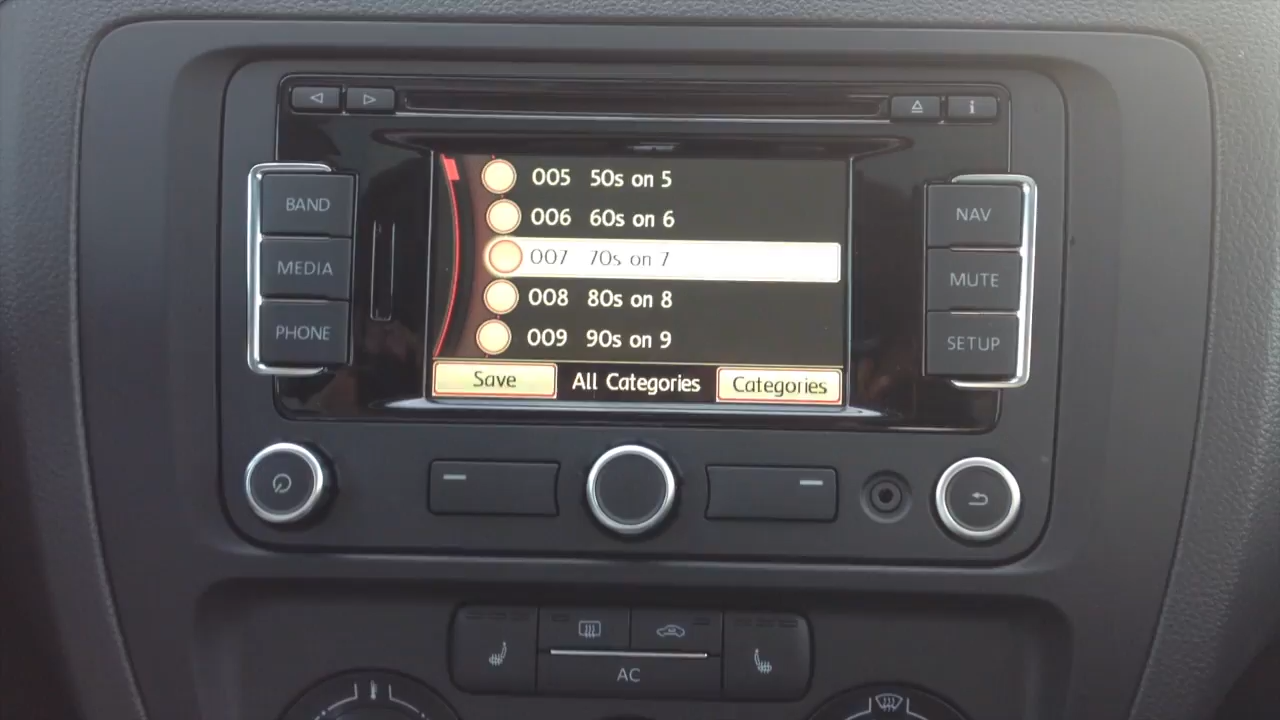 i
BAND
MEDIA
PHONE
005 50s on 5
006 60s on 6
007 70s on 7
008 80s on 8
009 90s on 9
Save All Categories Categories
NAV
MUTE
SETUP
AC